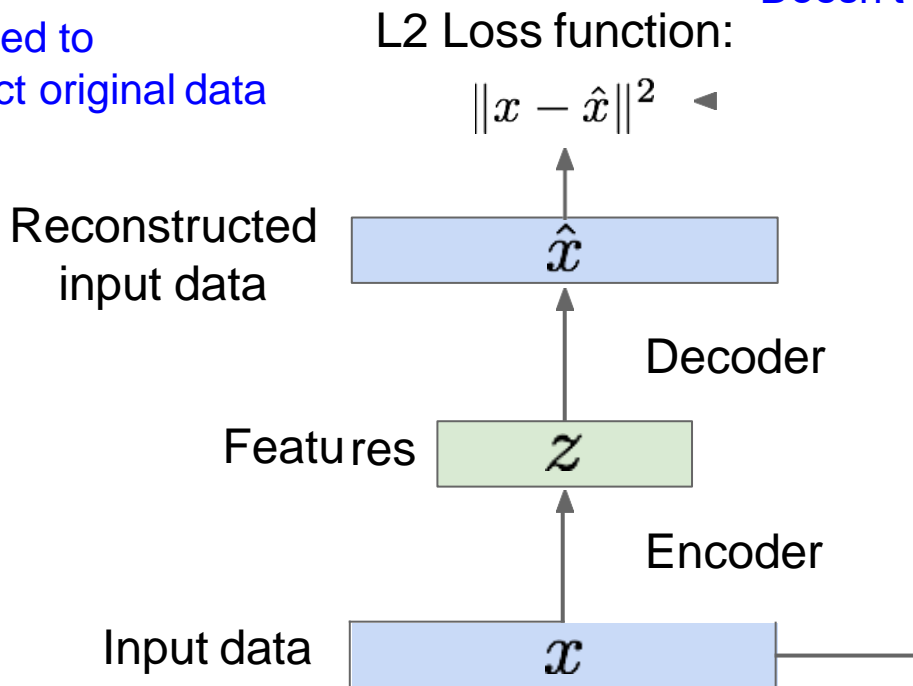 ed to
ct original data
L2 Loss function:
‖x − x̂‖²
Reconstructed
input data
x̂
Decoder
Features
z
Encoder
Input data
x